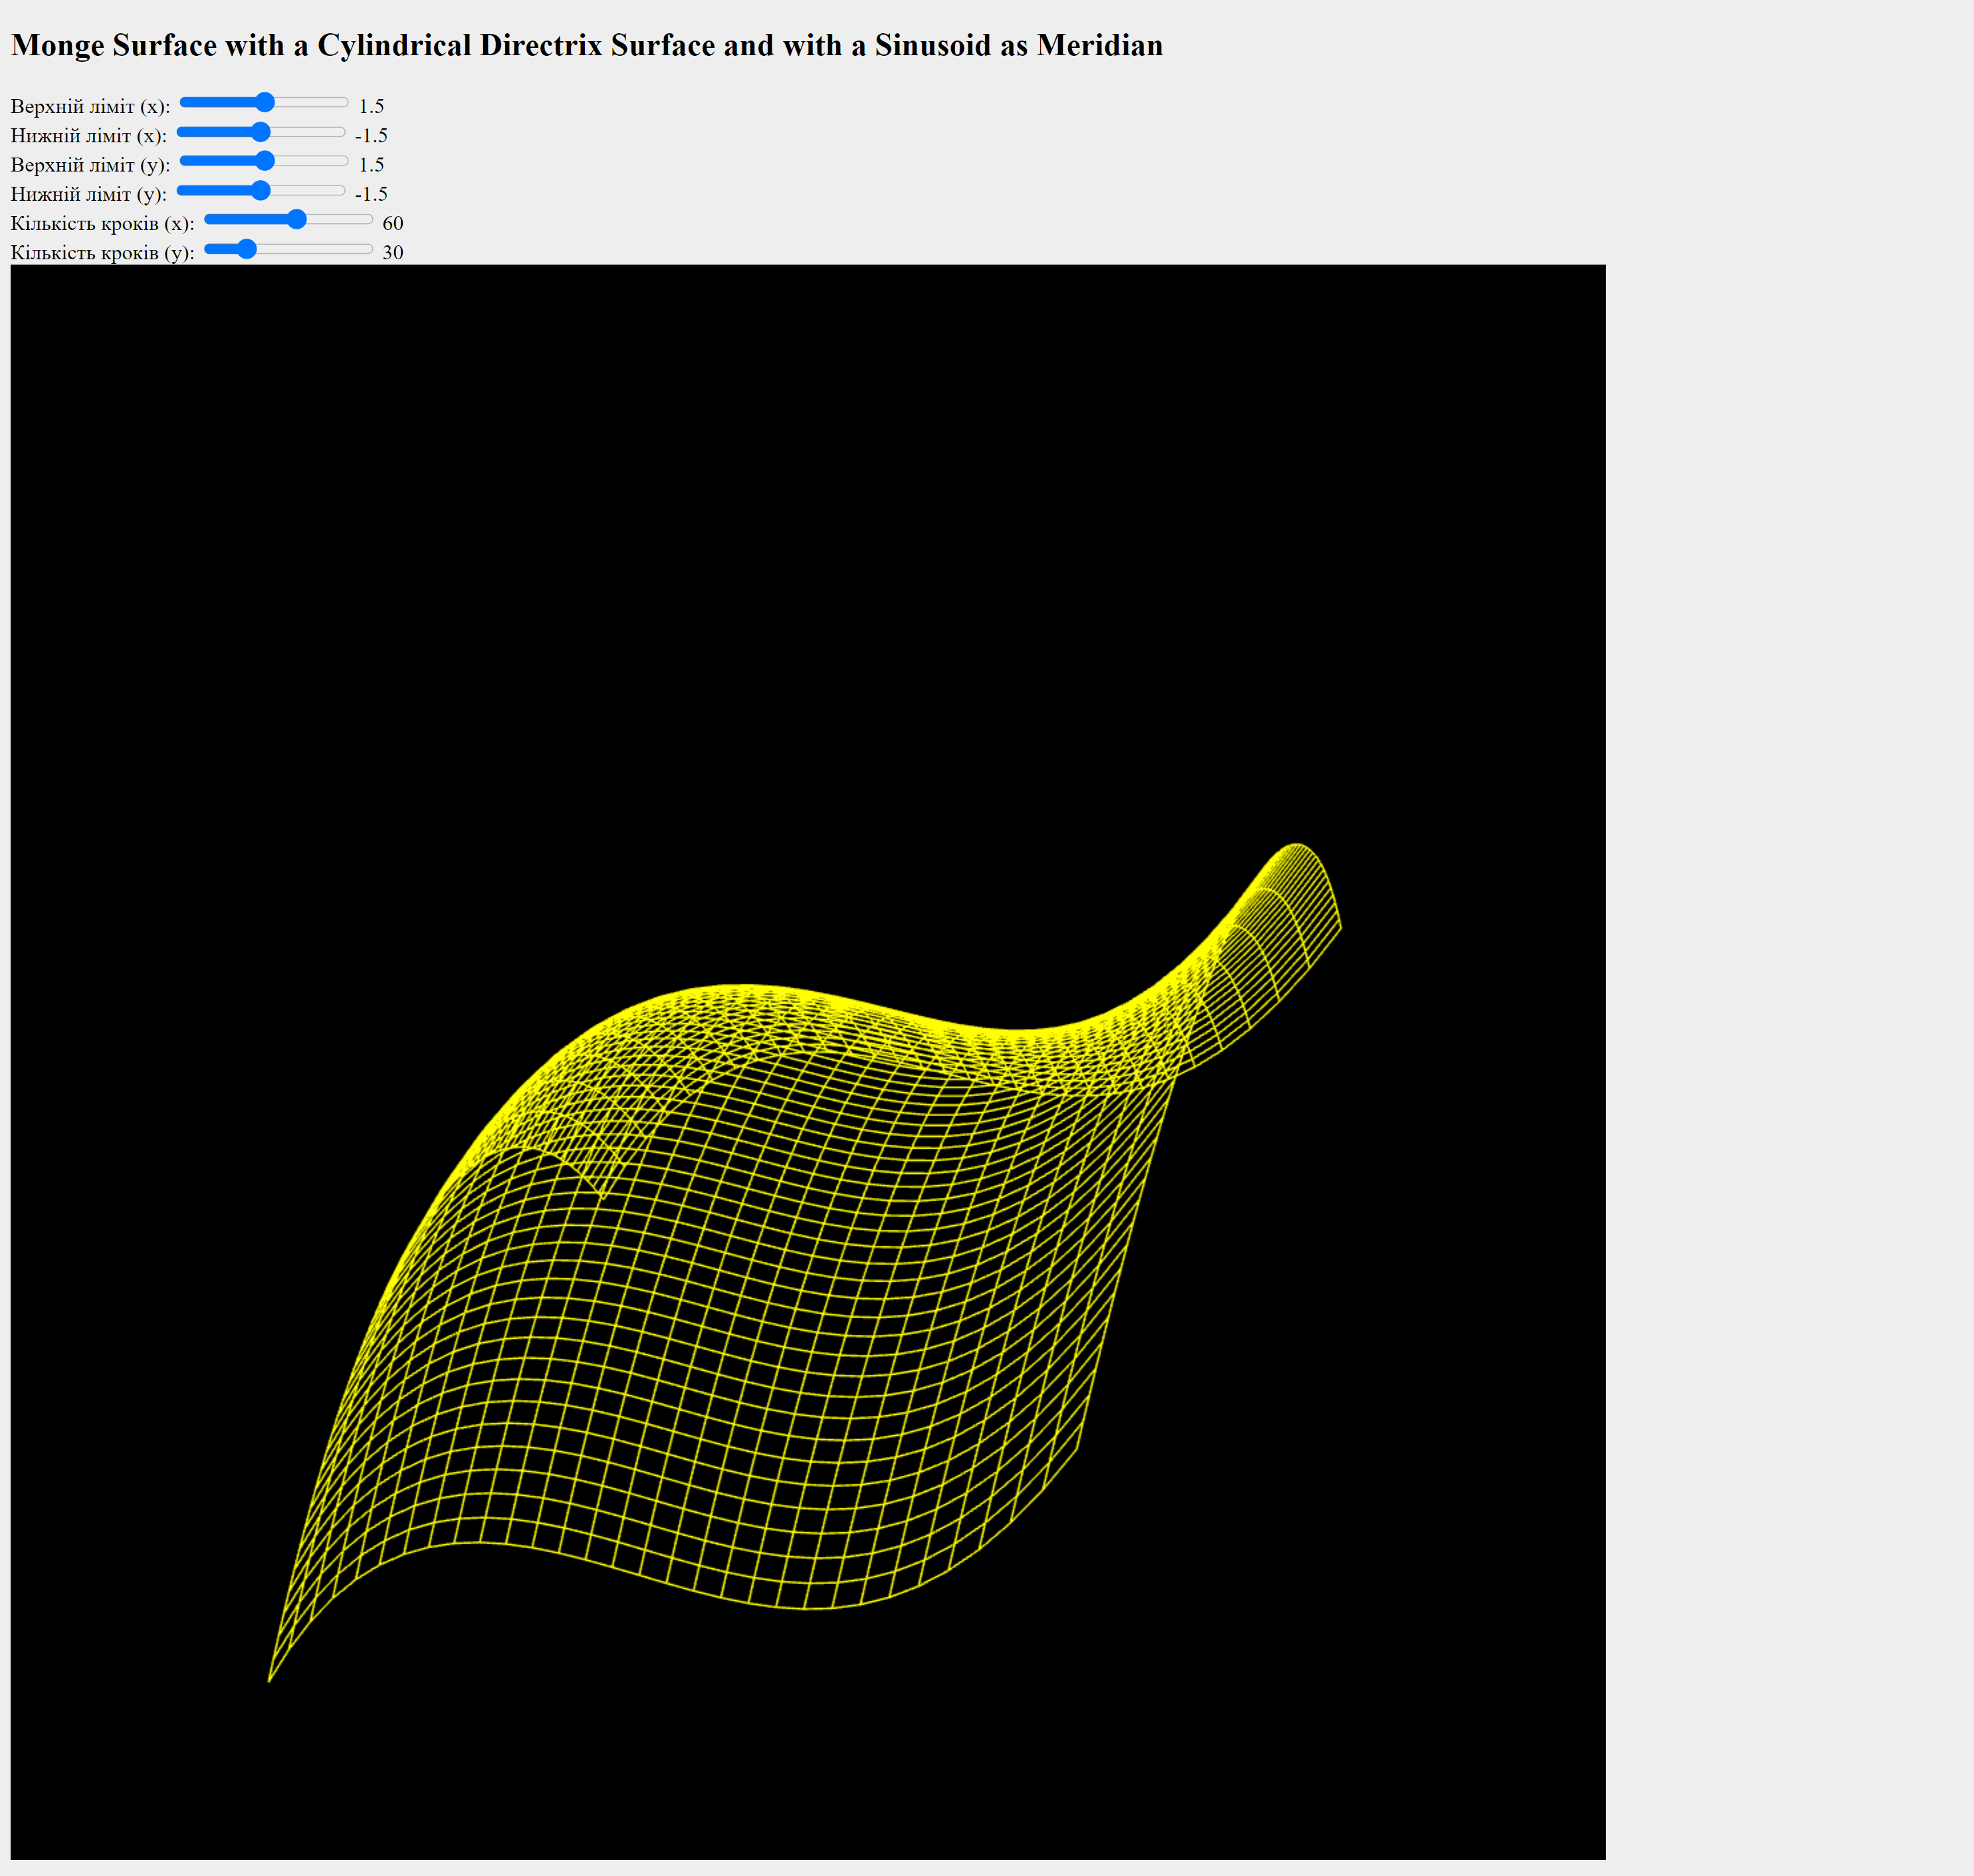 Monge Surface with a Cylindrical Directrix Surface and with a Sinusoid as Meridian
Верхній ліміт (x): 1.5
Нижній ліміт (x): -1.5
Верхній ліміт (y): 1.5
Нижній ліміт (y): -1.5
Кількість кроків (x): 60
Кількість кроків (y): 30